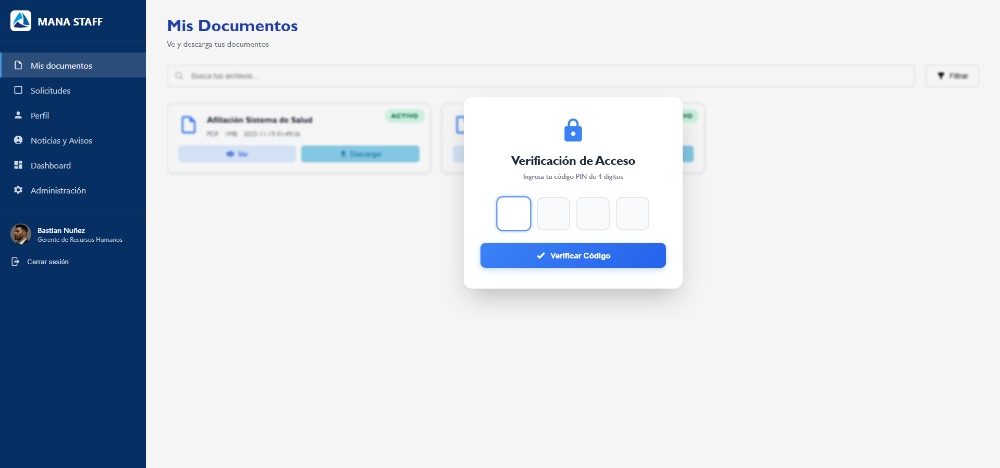 MANA STAFF
Mis documentos
Solicitudes
Perfil
Noticias y Avisos
Dashboard
Administración
Bastian Nuñez
Gerente de Recursos Humanos
Cerrar sesión
Mis Documentos
Ve y descarga tus documentos
Busca tus archivos...
Filtrar
Afiliación Sistema de Salud
ACTIVO
PDF 1MB 2025-11-19 01:49:36
Ver
Descargar
Verificación de Acceso
Ingresa tu código PIN de 4 dígitos
Verificar Código